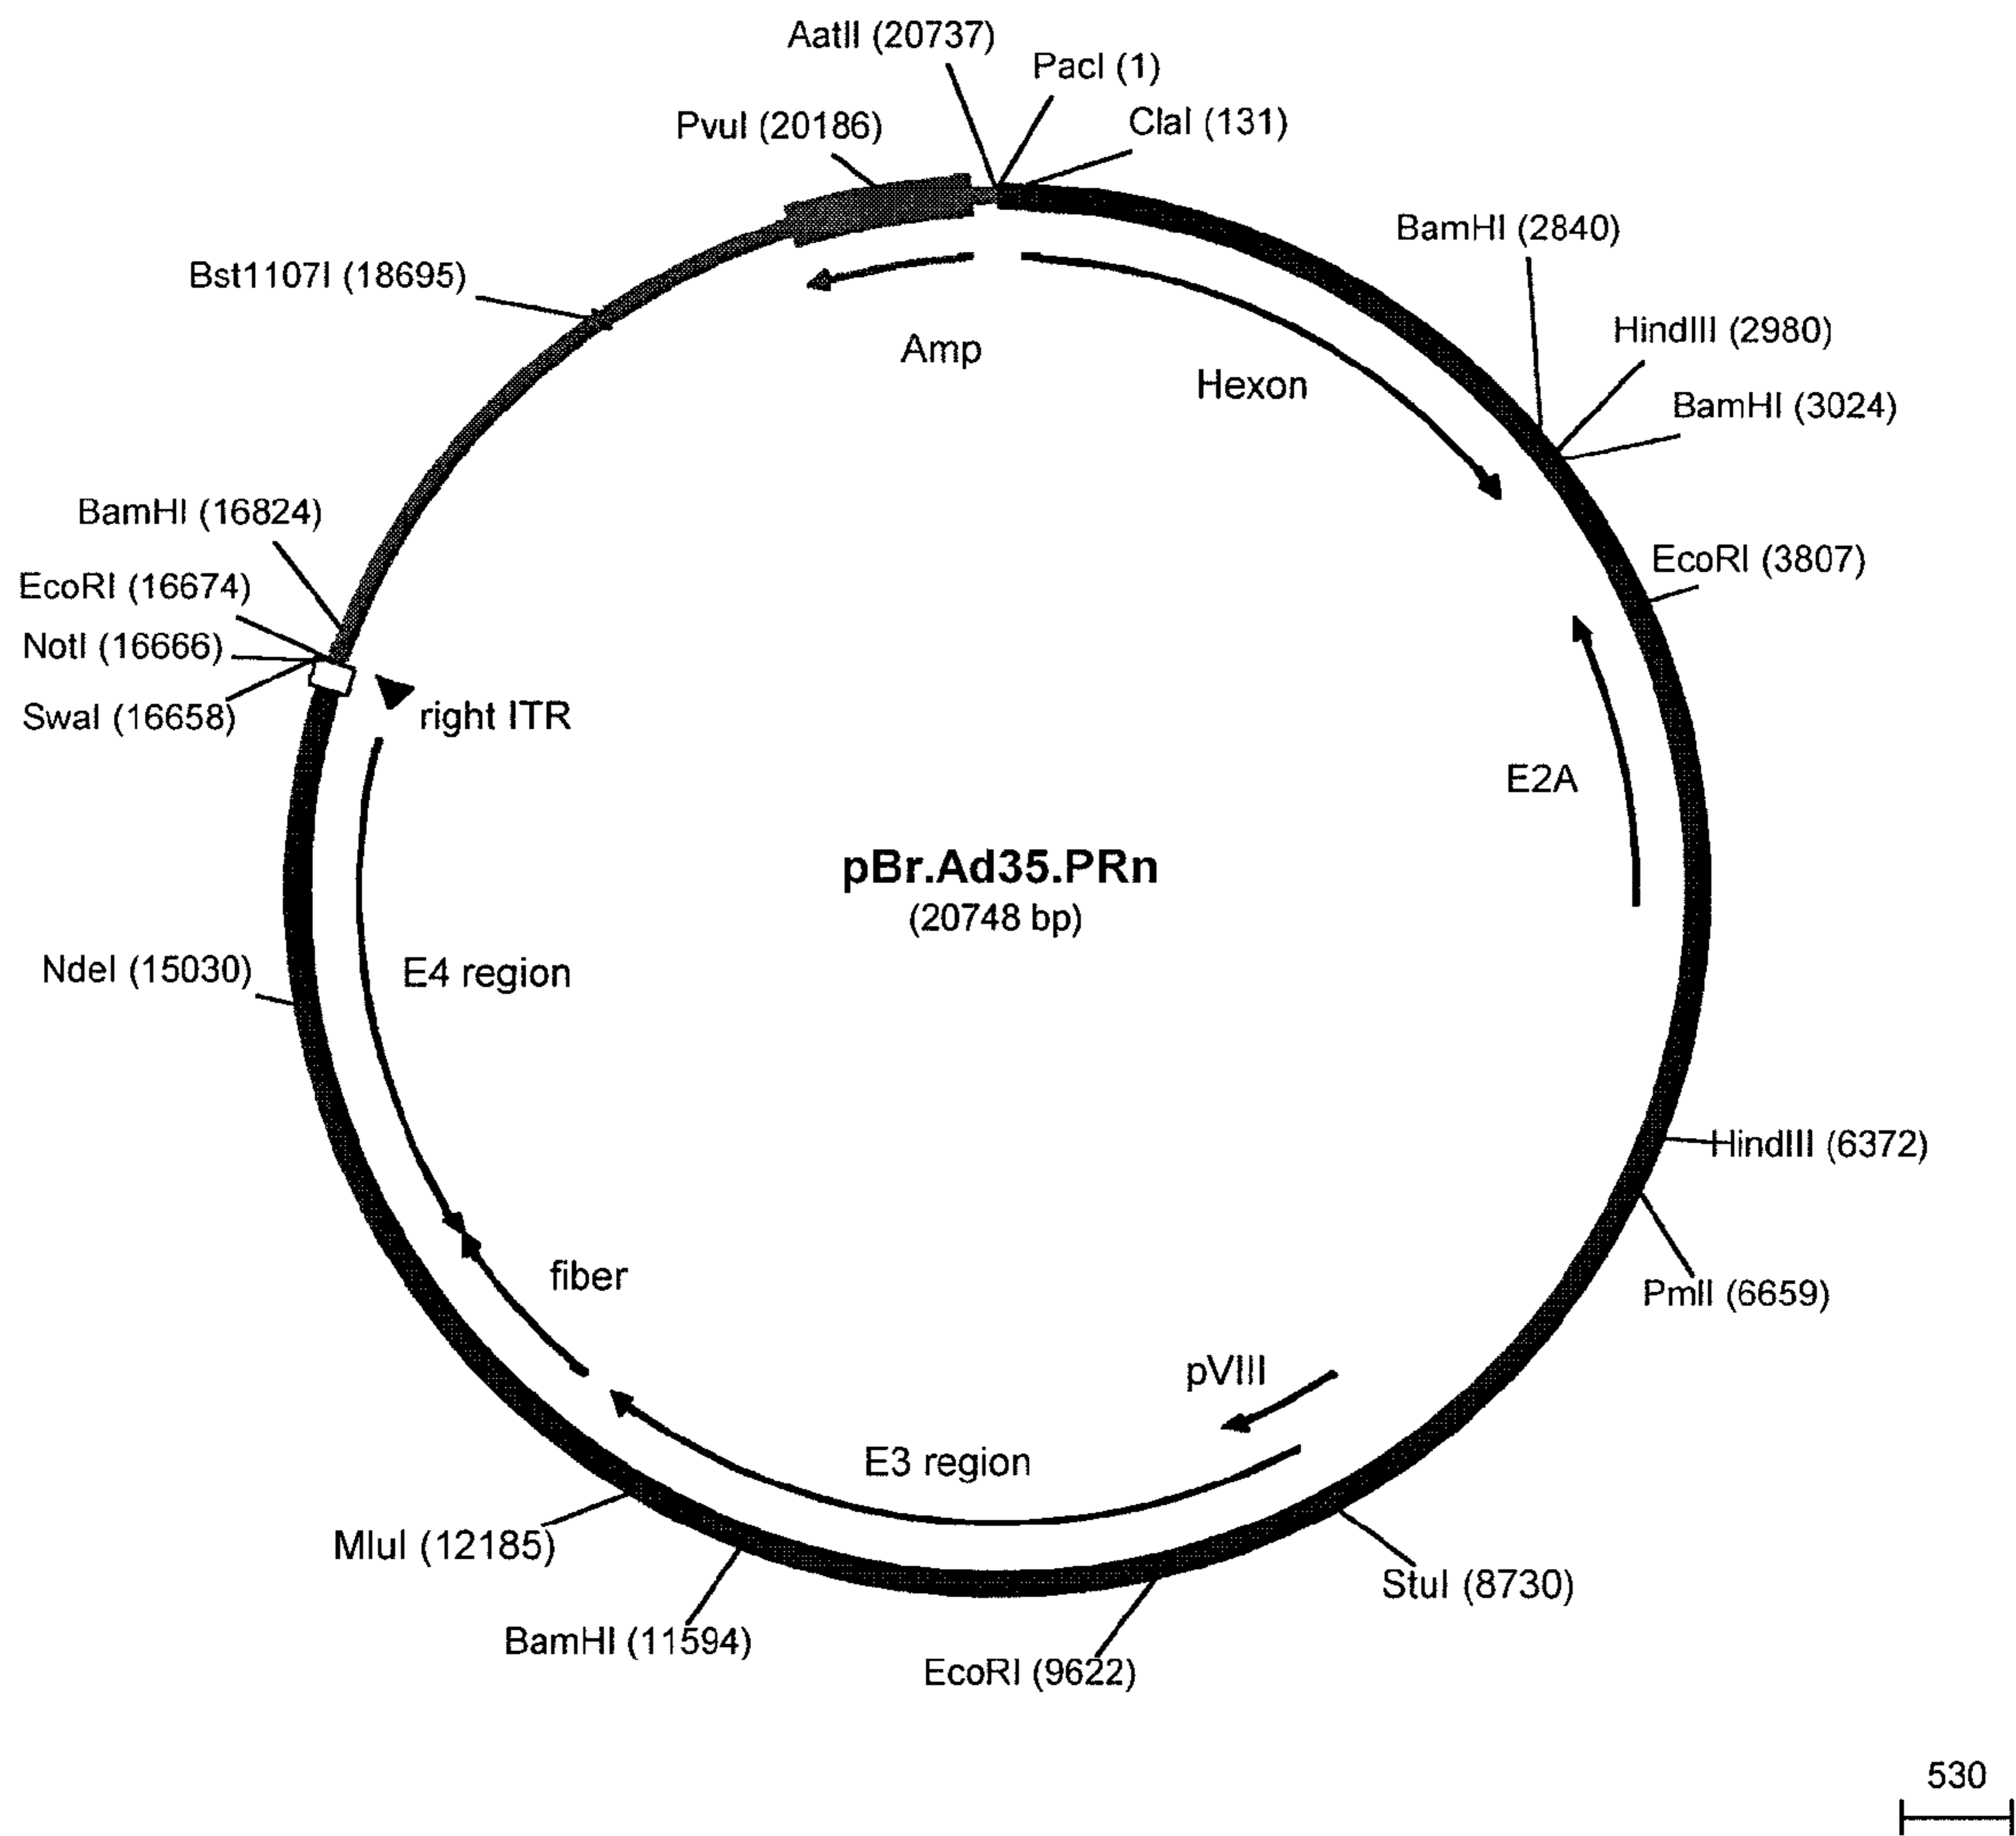 AatII (20737)
PacI (1)
PvuI (20186)
ClaI (131)
BamHI (2840)
Bst1107I (18695)
HindIII (2980)
Amp
Hexon
BamHI (3024)
BamHI (16824)
EcoRI (3807)
EcoRI (16674)
NotI (16666)
SwaI (16658)
right ITR
E2A
pBr.Ad35.PRn
(20748 bp)
NdeI (15030)
E4 region
HindIII (6372)
fiber
PmlI (6659)
pVIII
E3 region
MluI (12185)
StuI (8730)
BamHI (11594)
EcoRI (9622)
530